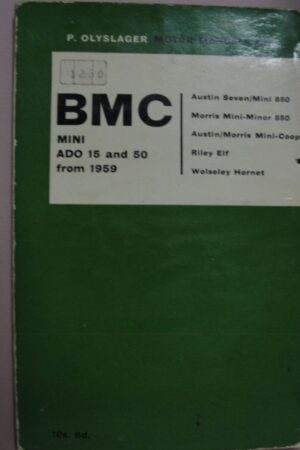 P. OLYSLAGER MOTOR MANUALS
1250
BMC
MINI
ADO 15 and 50
from 1959
Austin Seven/Mini 850
Morris Mini-Minor 850
Austin/Morris Mini-Coop
Riley Elf
Wolseley Hornet
10s. 6d.